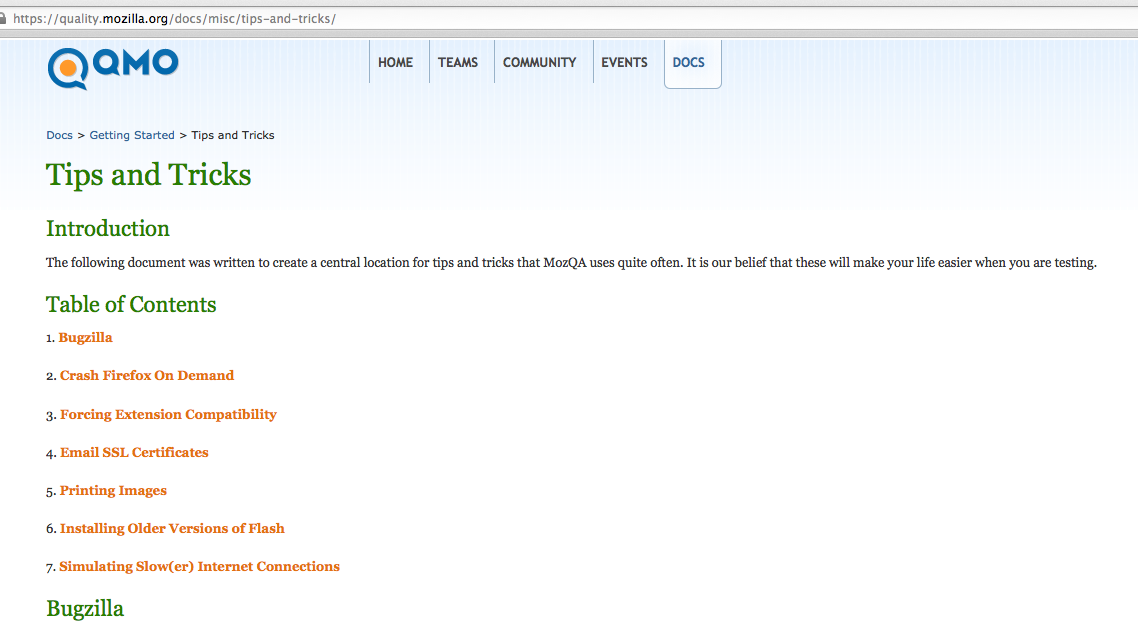 https://quality.mozilla.org/docs/misc/tips-and-tricks/
QMO
HOME TEAMS COMMUNITY EVENTS DOCS
Docs > Getting Started > Tips and Tricks
Tips and Tricks
Introduction
The following document was written to create a central location for tips and tricks that MozQA uses quite often. It is our belief that these will make your life easier when you are testing.
Table of Contents
1. Bugzilla
2. Crash Firefox On Demand
3. Forcing Extension Compatibility
4. Email SSL Certificates
5. Printing Images
6. Installing Older Versions of Flash
7. Simulating Slow(er) Internet Connections
Bugzilla